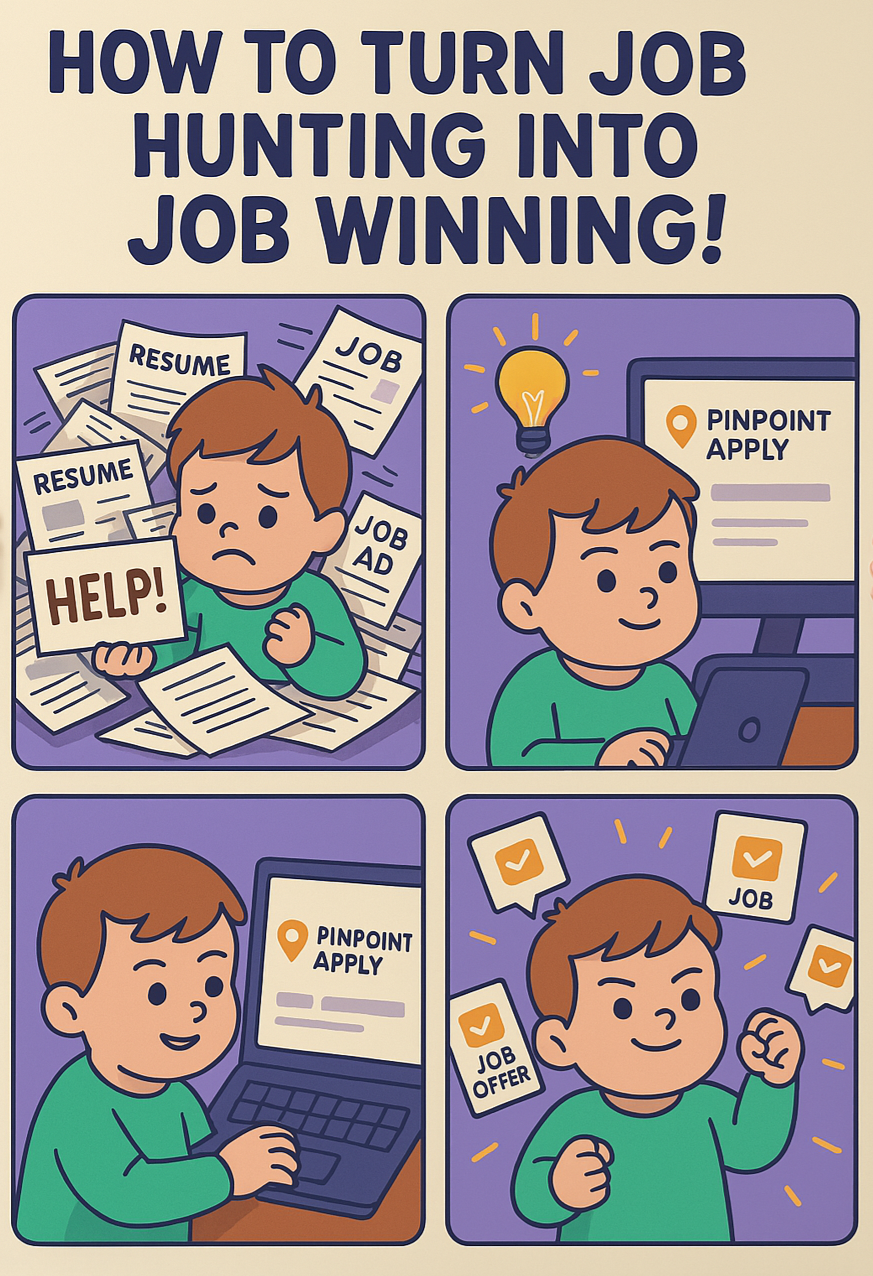 HOW TO TURN JOB
HUNTING INTO
JOB WINNING!
RESUME
JOB
RESUME
JOB
AD
HELP!
PINPOINT
APPLY
PINPOINT
APPLY
JOB
JOB
OFFER